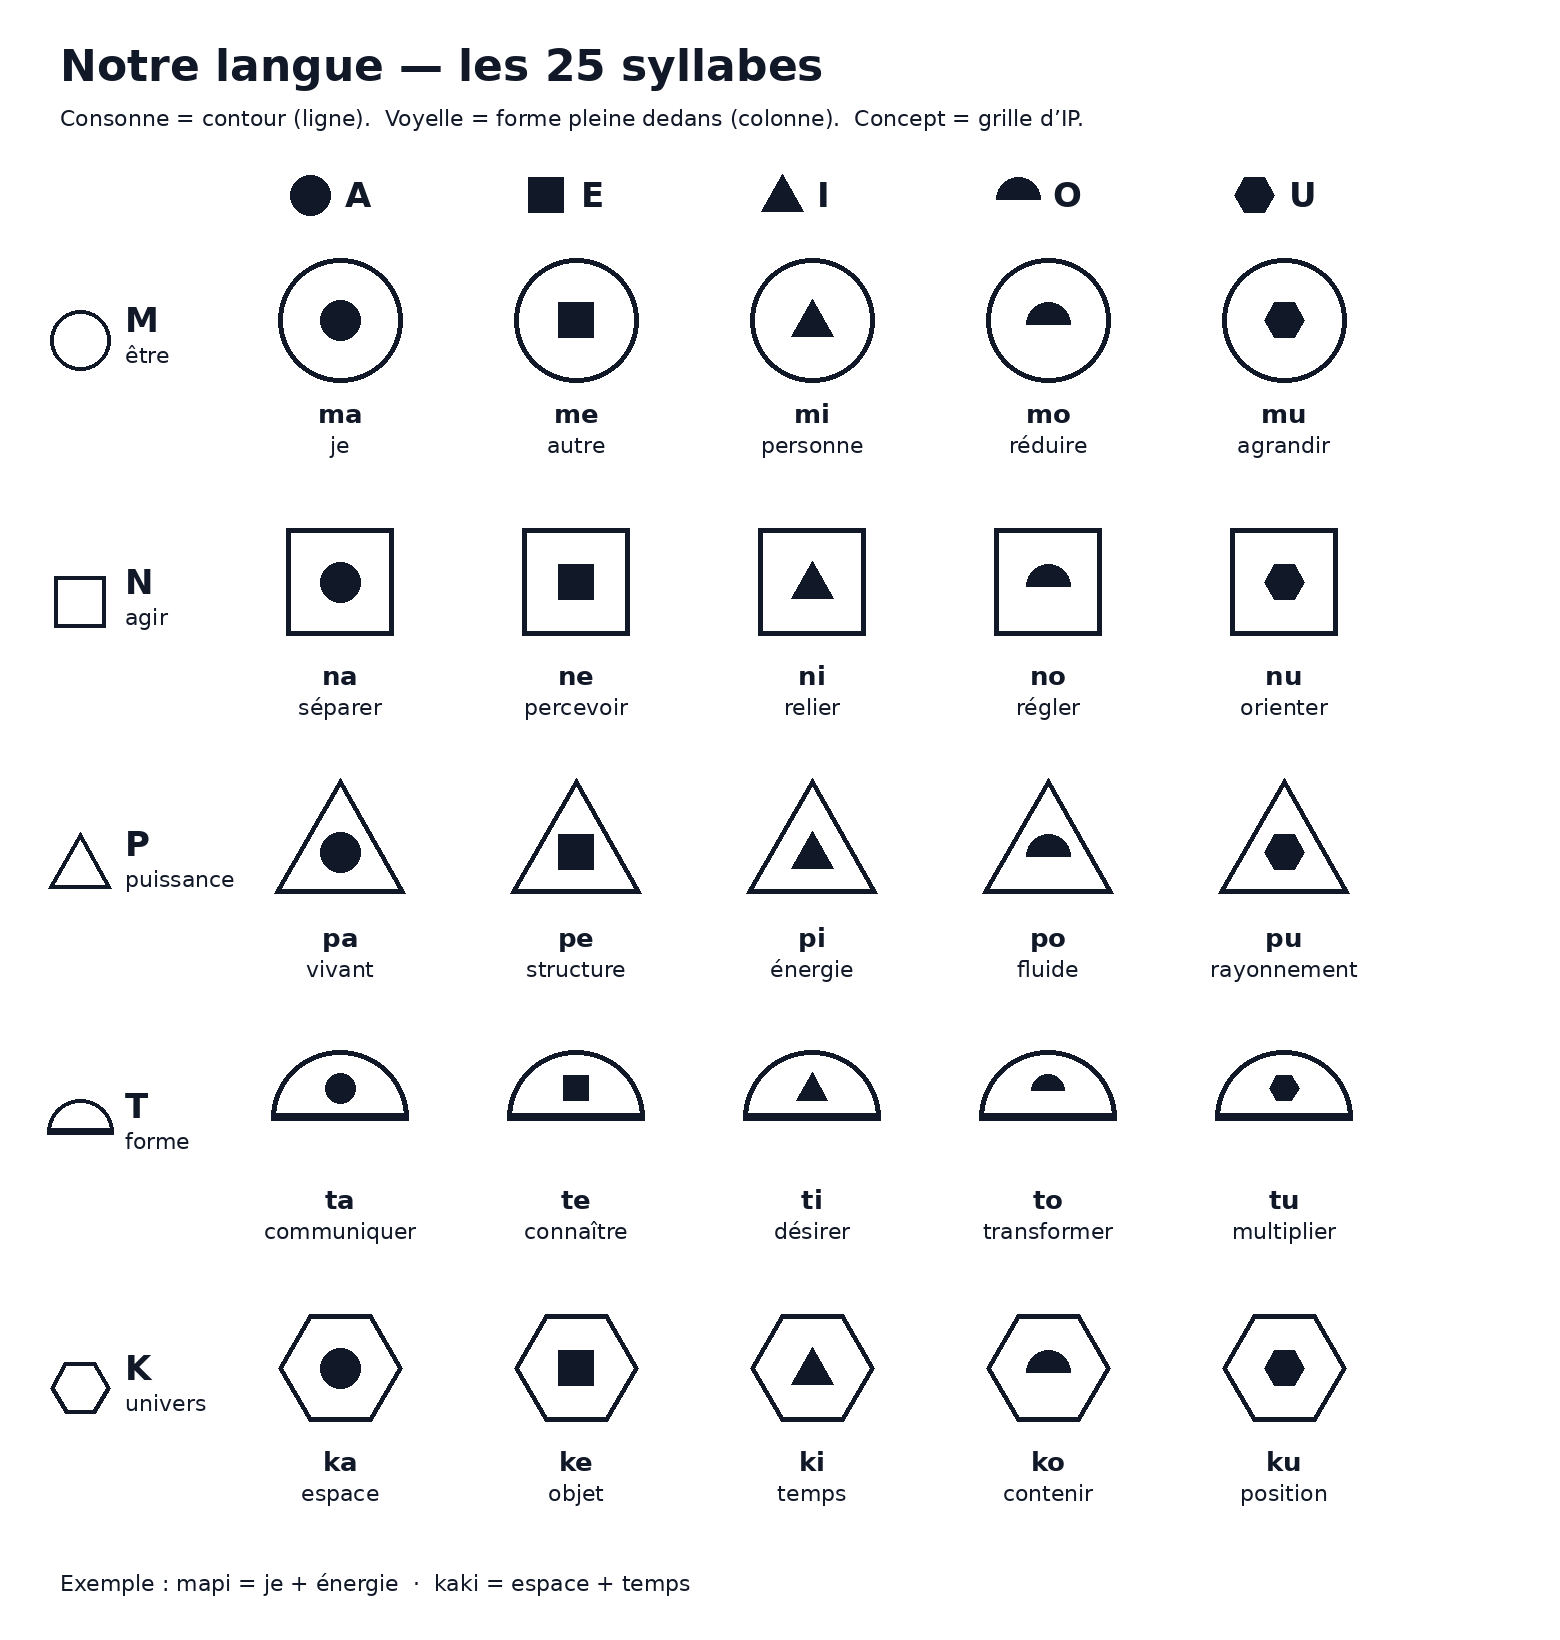 Notre langue — les 25 syllabes
Consonne = contour (ligne).  Voyelle = forme pleine dedans (colonne).  Concept = grille d’IP.
A E I O U
M
être
ma me mi mo mu
je autre personne réduire agrandir
N
agir
na ne ni no nu
séparer percevoir relier régler orienter
P
puissance
pa pe pi po pu
vivant structure énergie fluide rayonnement
T
forme
ta te ti to tu
communiquer connaître désirer transformer multiplier
K
univers
ka ke ki ko ku
espace objet temps contenir position
Exemple : mapi = je + énergie  ·  kaki = espace + temps